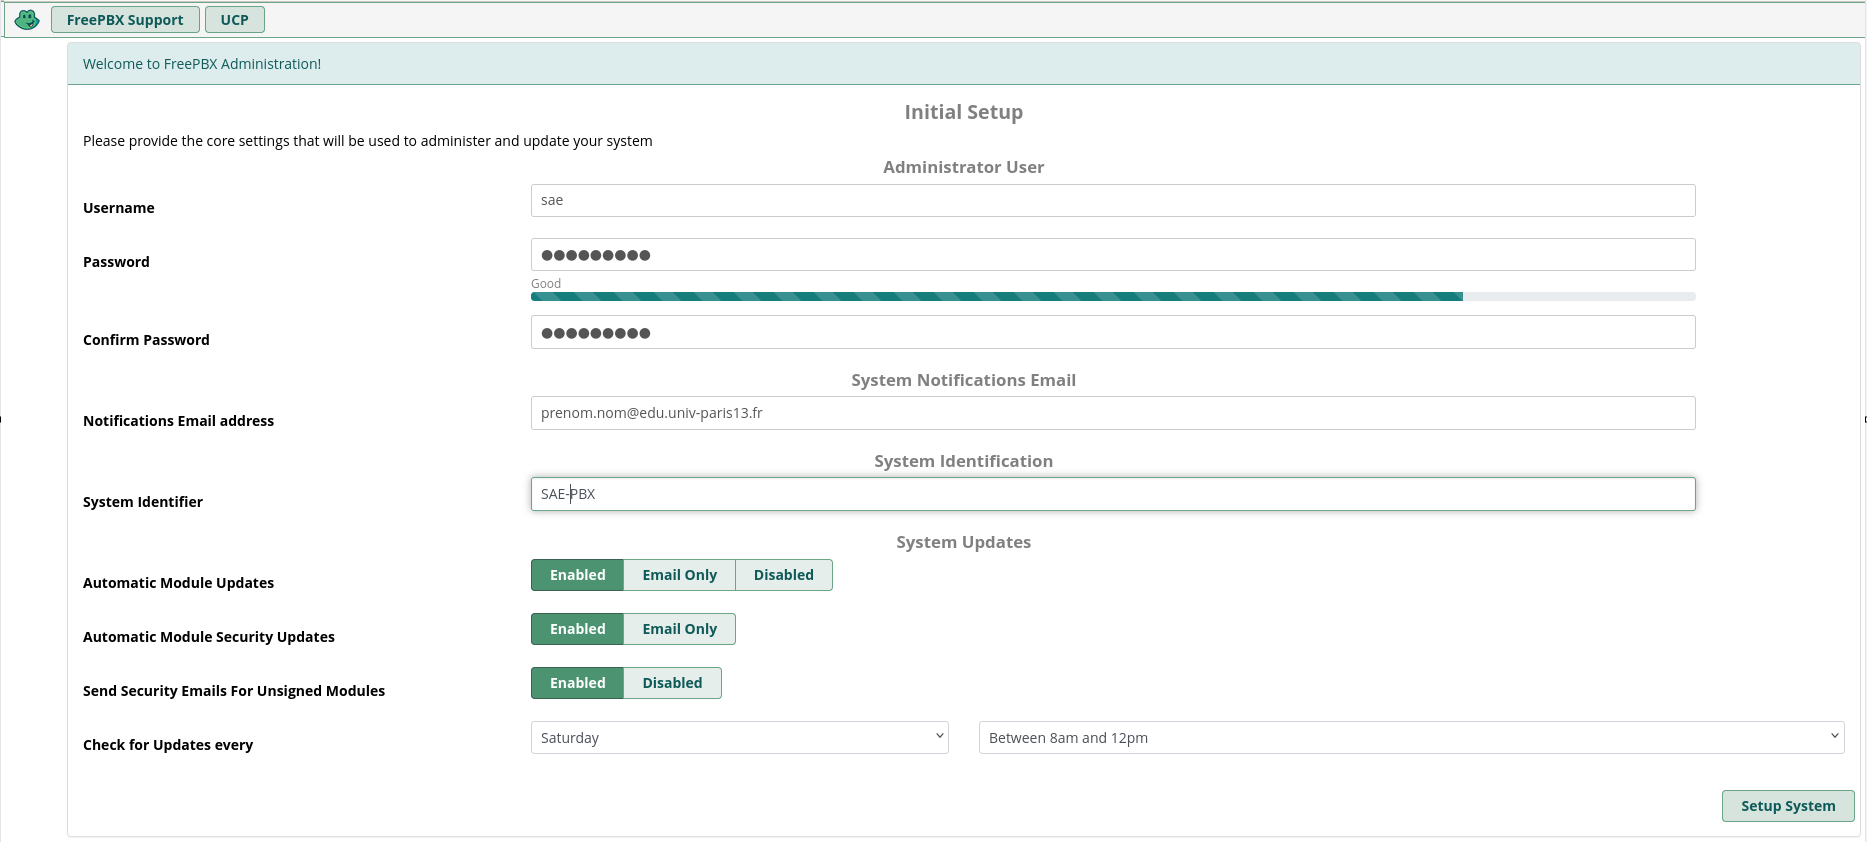 FreePBX Support UCP
Welcome to FreePBX Administration!
Initial Setup
Please provide the core settings that will be used to administer and update your system
Administrator User
Username sae
Password ●●●●●●●●●
Good
Confirm Password ●●●●●●●●●
System Notifications Email
Notifications Email address prenom.nom@edu.univ-paris13.fr
System Identification
System Identifier SAE-PBX
System Updates
Automatic Module Updates Enabled Email Only Disabled
Automatic Module Security Updates Enabled Email Only
Send Security Emails For Unsigned Modules Enabled Disabled
Check for Updates every Saturday Between 8am and 12pm
Setup System